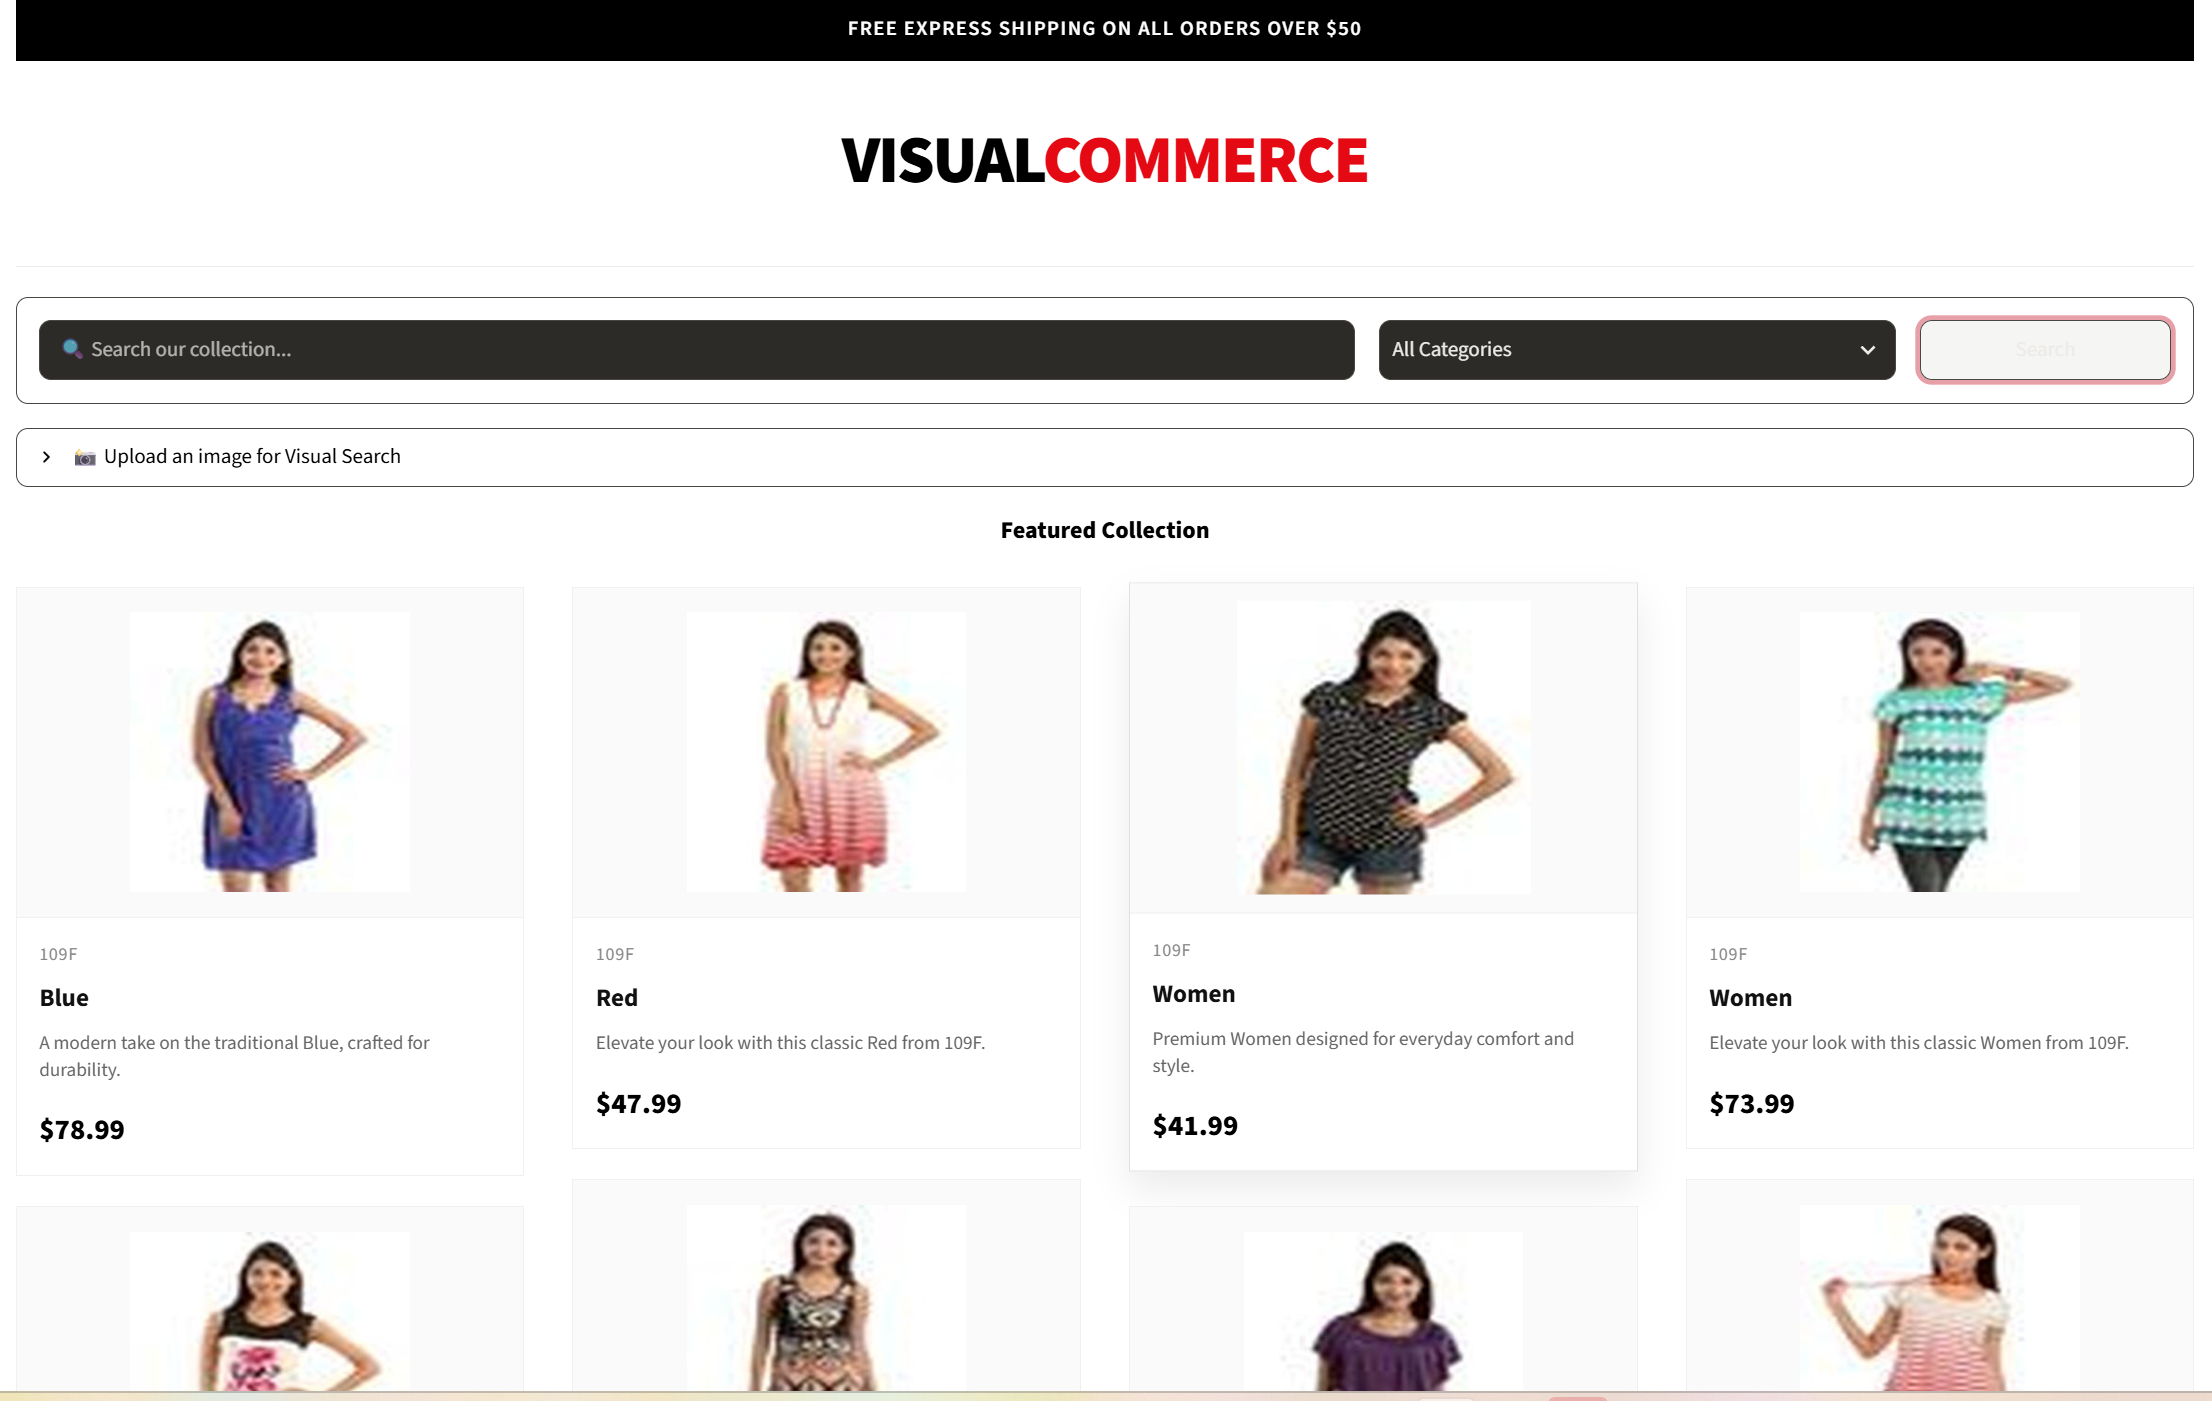 FREE EXPRESS SHIPPING ON ALL ORDERS OVER $50
VISUALCOMMERCE
Search our collection...
All Categories
Search
Upload an image for Visual Search
Featured Collection
109F
Blue
A modern take on the traditional Blue, crafted for
durability.
$78.99
109F
Red
Elevate your look with this classic Red from 109F.
$47.99
109F
Women
Premium Women designed for everyday comfort and
style.
$41.99
109F
Women
Elevate your look with this classic Women from 109F.
$73.99